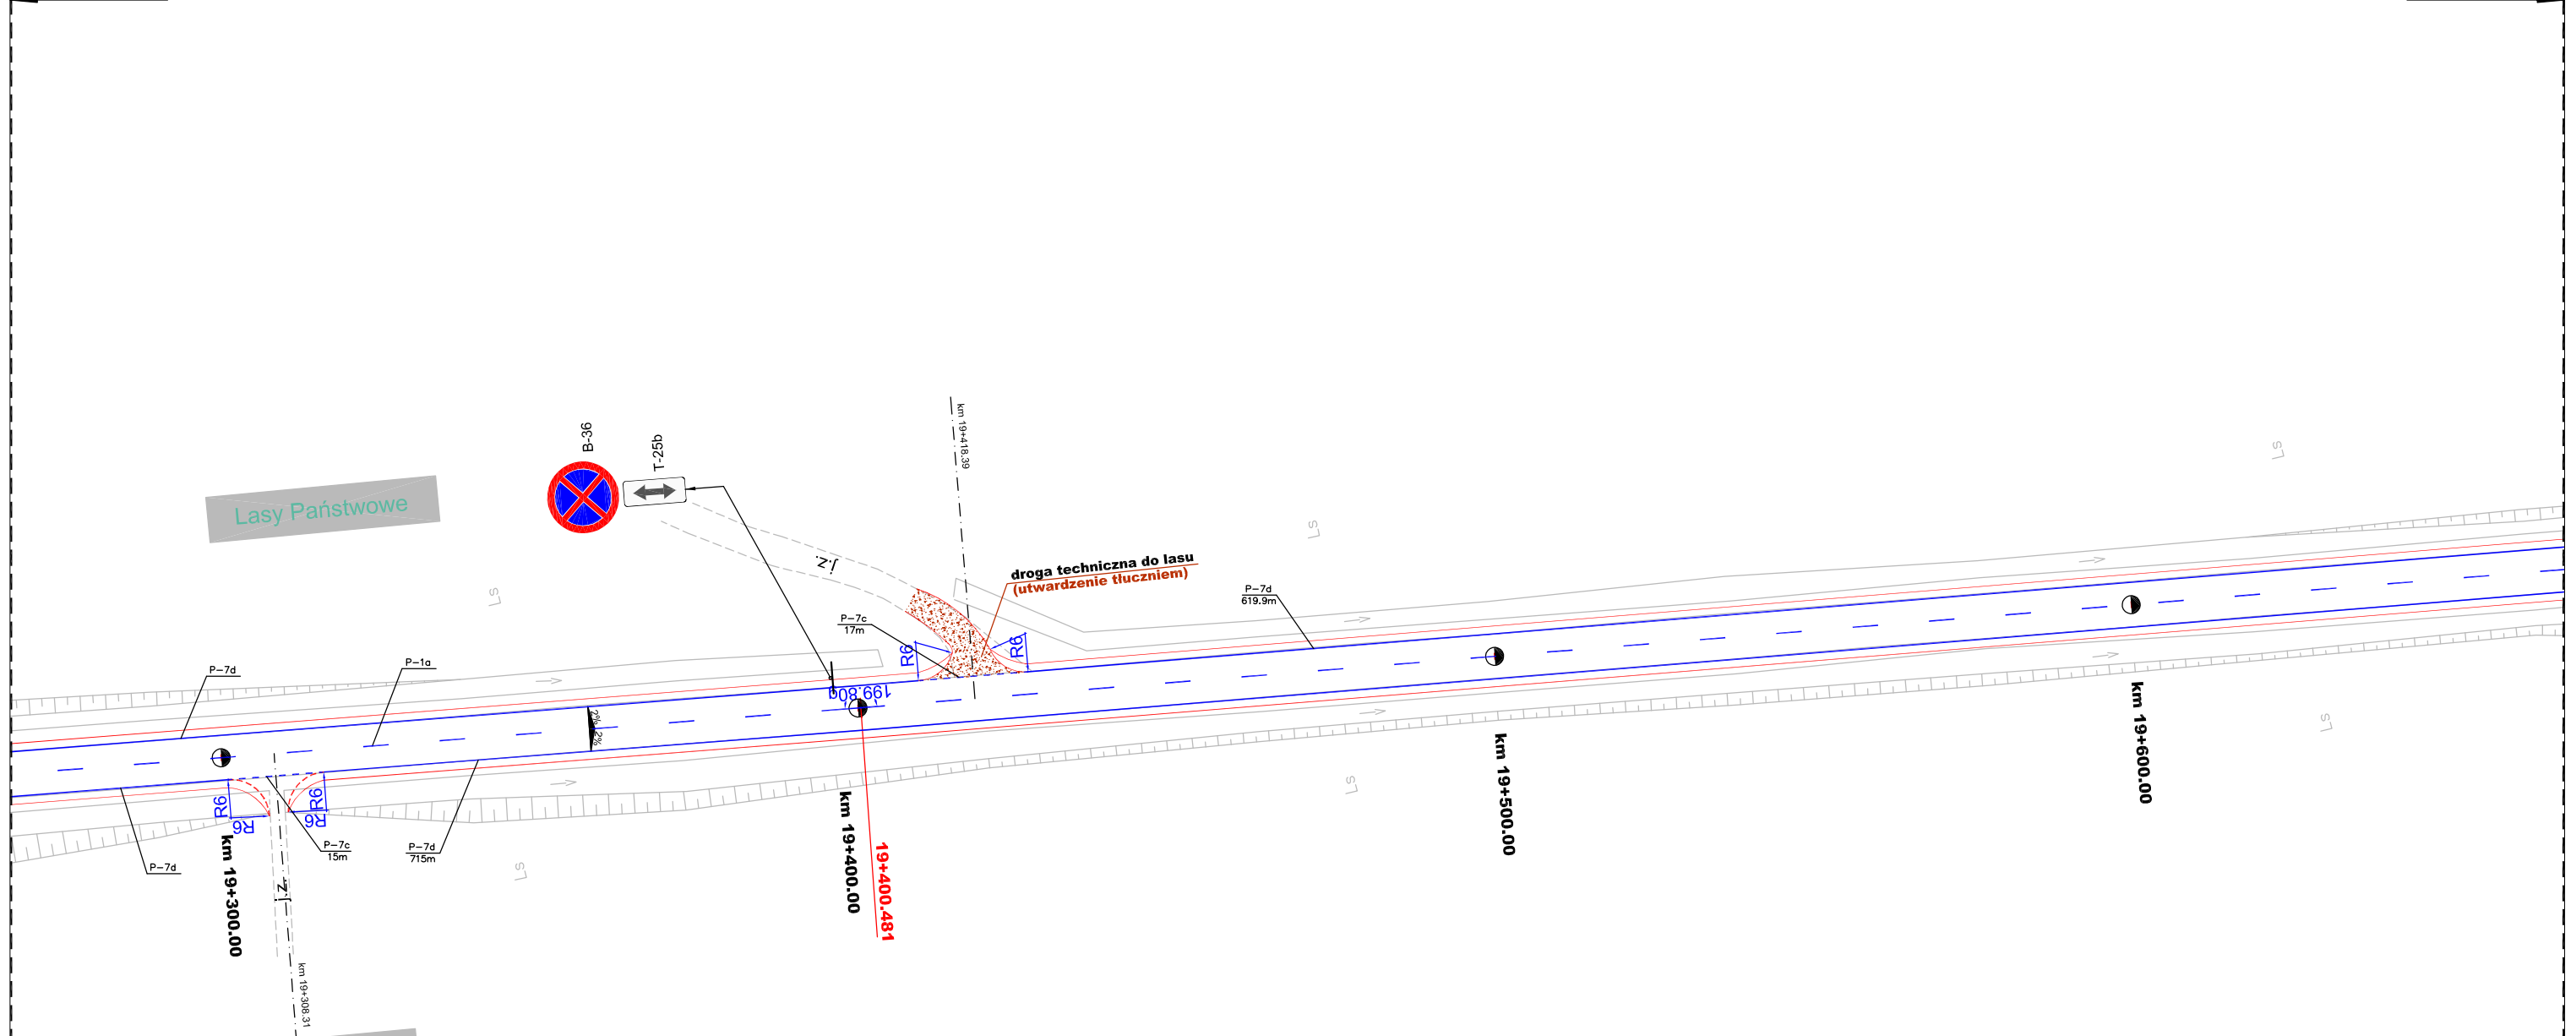 B-36
T-25b
km 19+418.39
Lasy Państwowe
j.z.
droga techniczna do lasu
(utwardzenie tłuczniem)
Ls
Ls
Ls
P-7d
619.9m
P-7c
17m
R6
R6
P-7d
P-1a
199.80g
2%
2%
R6
R6
R6
R6
P-7c
15m
P-7d
715m
P-7d
km 19+300.00
km 19+400.00
19+400.481
km 19+500.00
km 19+600.00
Ls
Ls
Ls
j.z.
km 19+308.31